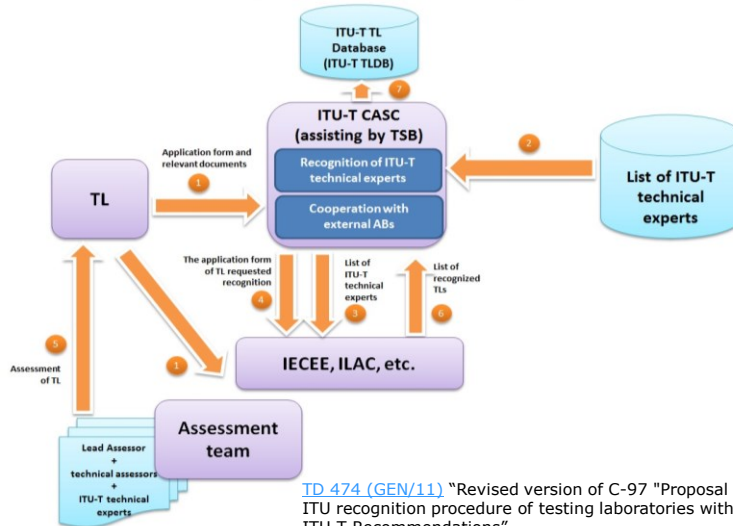 ITU-T TL
Database
(ITU-T TLDB)
7
ITU-T CASC
(assisting by TSB)
Recognition of ITU-T
technical experts
Cooperation with
external ABs
Application form and
relevant documents
1
TL
2
List of ITU-T
technical
experts
The application form
of TL requested
recognition
4
List of
ITU-T
technical
experts
3
List of
recognized
TLs
6
5
Assessment
of TL
1
IECEE, ILAC, etc.
Assessment
team
Lead Assessor
+
technical assessors
+
ITU-T technical
experts
TD 474 (GEN/11) “Revised version of C-97 "Proposal
ITU recognition procedure of testing laboratories with
ITU-T Recommendations”